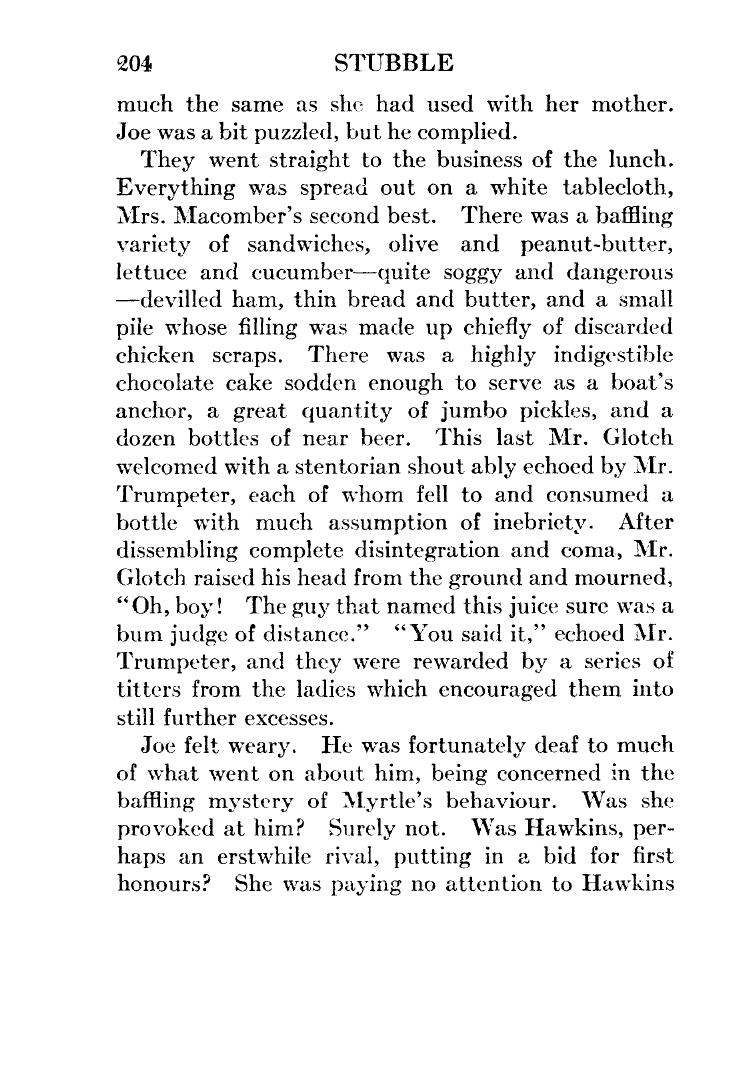 204 STUBBLE
much the same as she had used with her mother.
Joe was a bit puzzled, but he complied.
They went straight to the business of the lunch.
Everything was spread out on a white tablecloth,
Mrs. Macomber's second best. There was a baffling
variety of sandwiches, olive and peanut-butter,
lettuce and cucumber—quite soggy and dangerous
—devilled ham, thin bread and butter, and a small
pile whose filling was made up chiefly of discarded
chicken scraps. There was a highly indigestible
chocolate cake sodden enough to serve as a boat's
anchor, a great quantity of jumbo pickles, and a
dozen bottles of near beer. This last Mr. Glotch
welcomed with a stentorian shout ably echoed by Mr.
Trumpeter, each of whom fell to and consumed a
bottle with much assumption of inebriety. After
dissembling complete disintegration and coma, Mr.
Glotch raised his head from the ground and mourned,
“Oh, boy! The guy that named this juice sure was a
bum judge of distance.” “You said it,” echoed Mr.
Trumpeter, and they were rewarded by a series of
titters from the ladies which encouraged them into
still further excesses.
Joe felt weary. He was fortunately deaf to much
of what went on about him, being concerned in the
baffling mystery of Myrtle's behaviour. Was she
provoked at him? Surely not. Was Hawkins, per-
haps an erstwhile rival, putting in a bid for first
honours? She was paying no attention to Hawkins